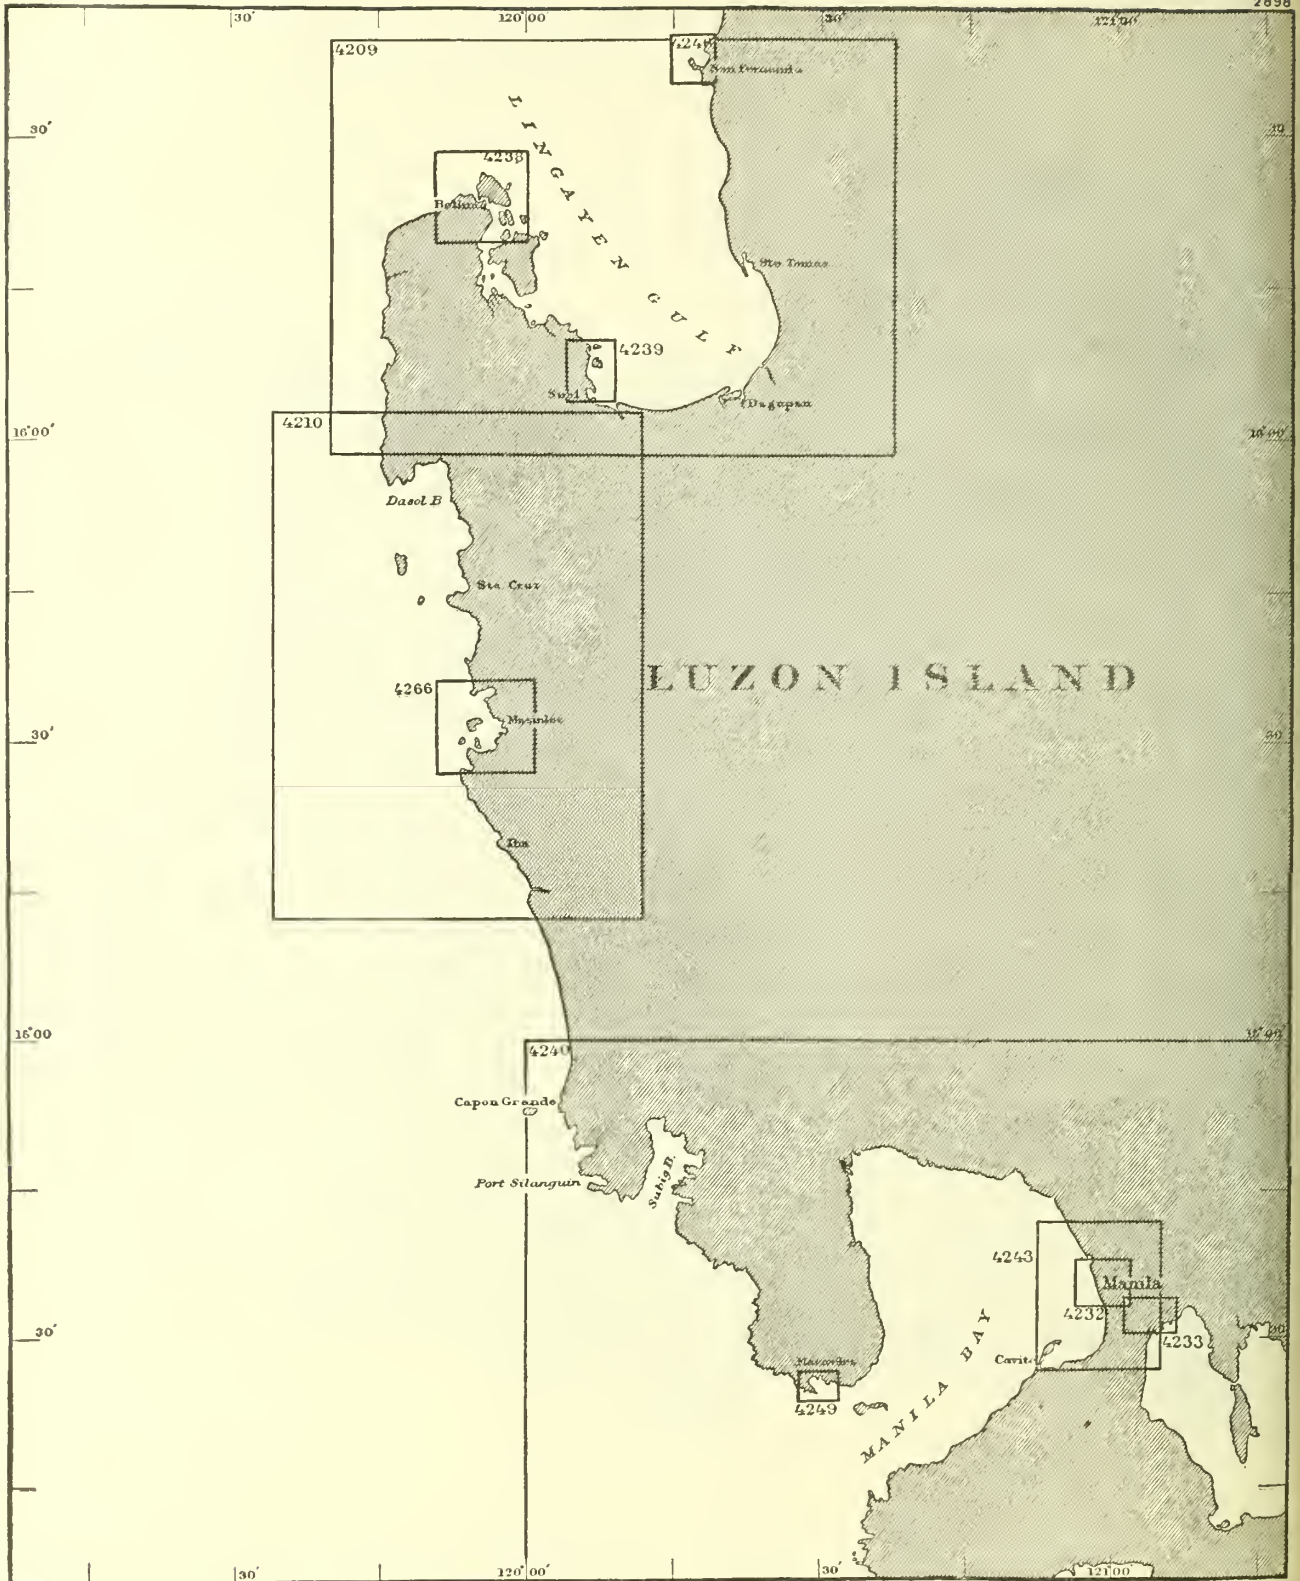 2898
30'
120°00'
30'
121°00'
4209
San Fernando
30'
30
LINGAYEN GULF
4238
Bolinao
Sto Tomas
4239
Sual
Dagupan
4210
16°00'
16°00'
Dasol B
Sta. Cruz
LUZON ISLAND
4266
Masinloc
30'
30
Iba
15°00
15°00'
4240
Capon Grande
Port Silanguin
Subig B.
4243
Manila
4232
4233
30'
30
MANILA BAY
Cavite
Mariveles
4249
30'
120°00'
30'
121°00'